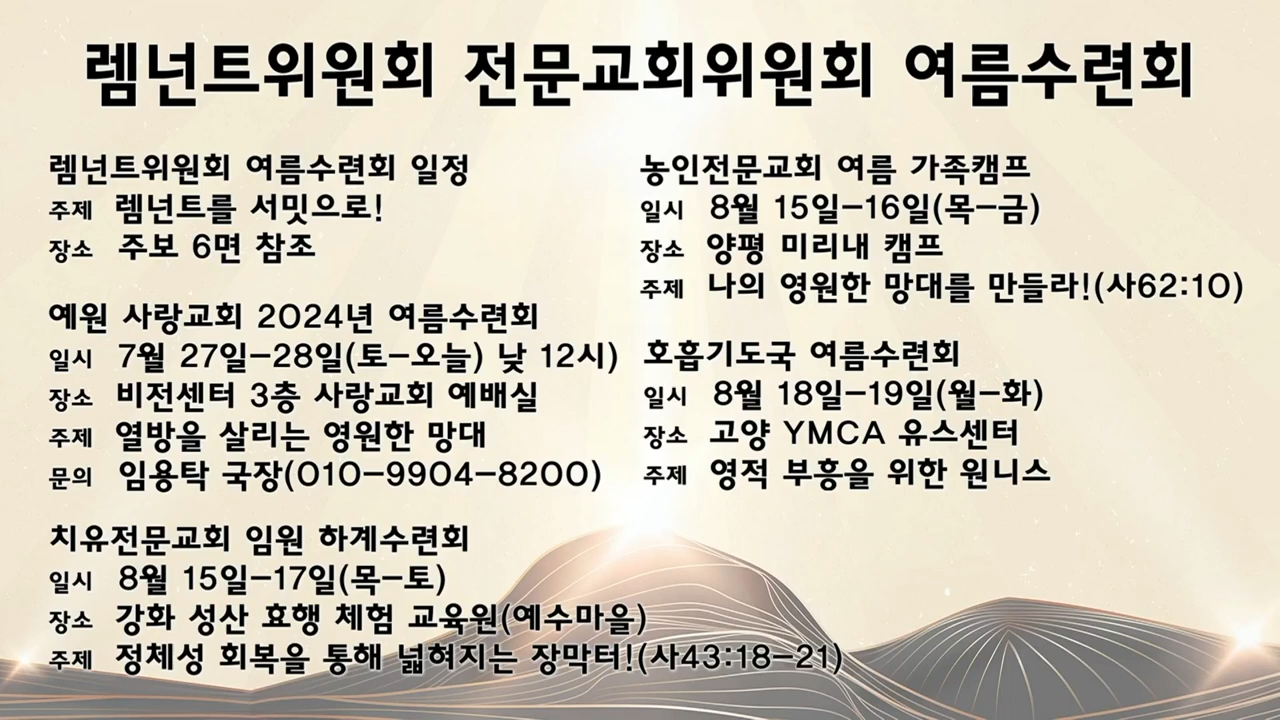 렘넌트위원회 전문교회위원회 여름수련회
렘넌트위원회 여름수련회 일정
주제 렘넌트를 서밋으로!
장소 주보 6면 참조
예원 사랑교회 2024년 여름수련회
일시 7월 27일-28일(토-오늘) 낮 12시)
장소 비전센터 3층 사랑교회 예배실
주제 열방을 살리는 영원한 망대
문의 임용탁 국장(010-9904-8200)
치유전문교회 임원 하계수련회
일시 8월 15일-17일(목-토)
장소 강화 성산 효행 체험 교육원(예수마을)
주제 정체성 회복을 통해 넓혀지는 장막터!(사43:18-21)
농인전문교회 여름 가족캠프
일시 8월 15일-16일(목-금)
장소 양평 미리내 캠프
주제 나의 영원한 망대를 만들라!(사62:10)
호흡기도국 여름수련회
일시 8월 18일-19일(월-화)
장소 고양 YMCA 유스센터
주제 영적 부흥을 위한 원니스